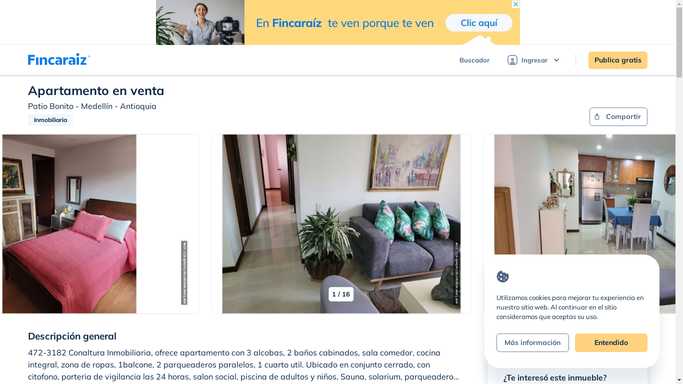 En Fincaraíz te ven porque te ven
Clic aquí
Fincaraiz
Buscador
Ingresar
Publica gratis
Apartamento en venta
Patio Bonito - Medellín - Antioquia
Inmobiliaria
Compartir
1 / 16
Utilizamos cookies para mejorar tu experiencia en
nuestro sitio web. Al continuar en el sitio
consideramos que aceptas su uso.
Más información
Entendido
Descripción general
472-3182 Conaltura Inmobiliaria, ofrece apartamento con 3 alcobas, 2 baños cabinados, sala comedor, cocina
integral, zona de ropas, 1balcone, 2 parqueaderos paralelos, 1 cuarto util. Ubicado en conjunto cerrado, con
citofono, porteria de vigilancia las 24 horas, salon social, piscina de adultos y niños, Sauna, solarium, parqueadero...
¿Te interesó este inmueble?